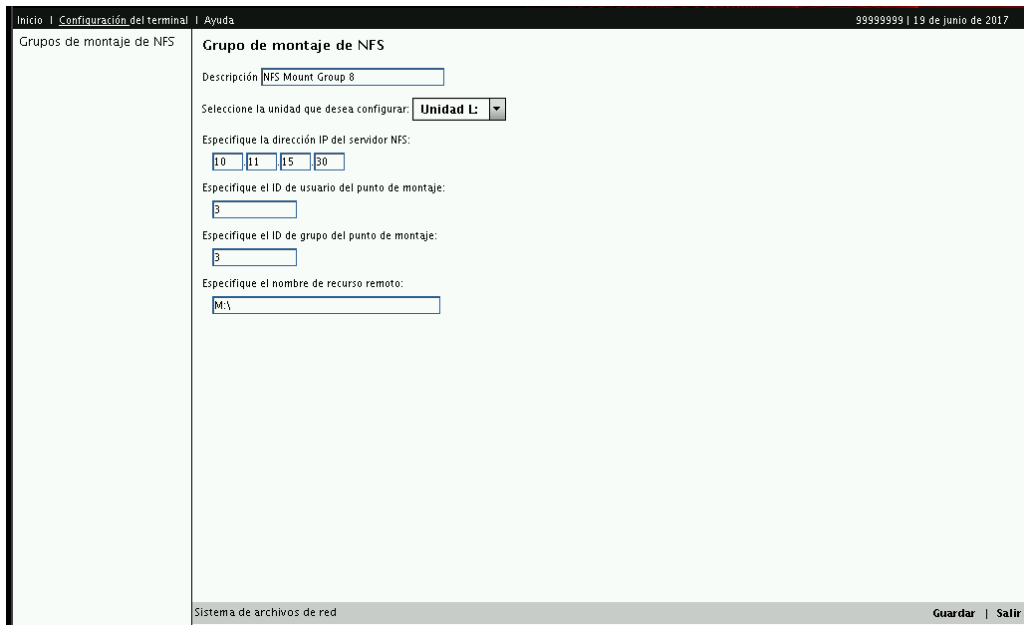 Inicio | Configuración del terminal | Ayuda
99999999 | 19 de junio de 2017
Grupos de montaje de NFS
Grupo de montaje de NFS
Descripción NFS Mount Group 8
Seleccione la unidad que desea configurar: Unidad L:
Especifique la dirección IP del servidor NFS:
10 . 11 . 15 . 30
Especifique el ID de usuario del punto de montaje:
3
Especifique el ID de grupo del punto de montaje:
3
Especifique el nombre de recurso remoto:
M:\
Sistema de archivos de red
Guardar | Salir